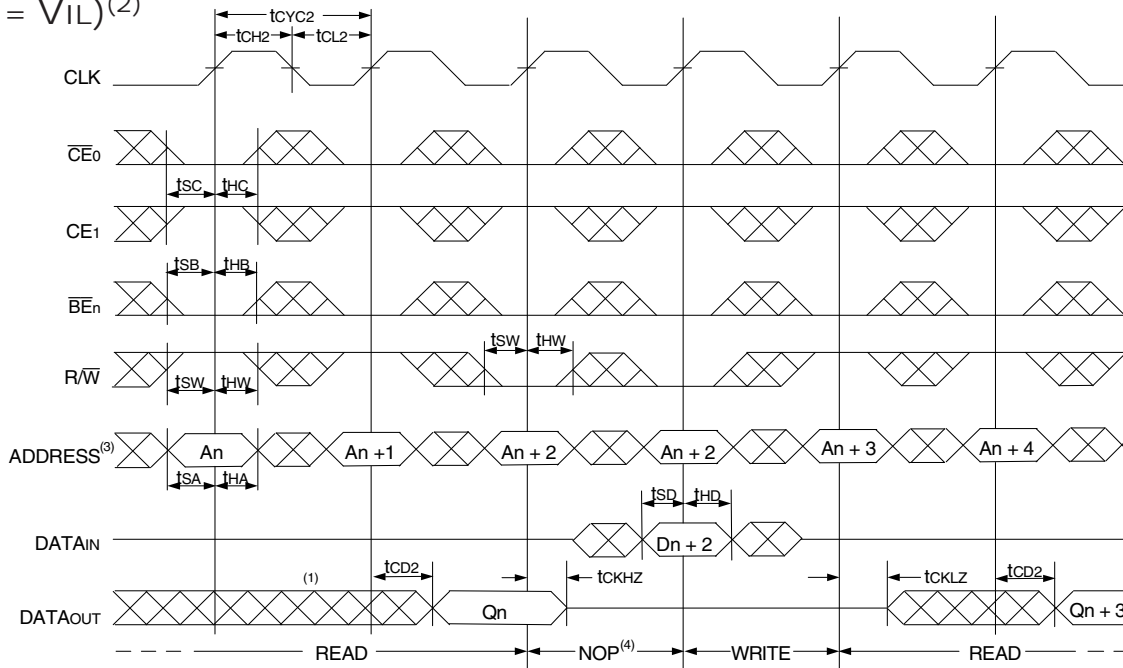 = VIL)(2)
tCYC2
tCH2 tCL2
CLK
CE0
tSC tHC
CE1
tSB tHB
BEn
tSW tHW
R/W
tSW tHW
ADDRESS(3) An An + 1 An + 2 An + 2 An + 3 An + 4
tSA tHA
tSD tHD
DATAIN Dn + 2
(1) tCD2 tCKHZ tCKLZ tCD2
DATAOUT Qn Qn + 3
READ NOP(4) WRITE READ